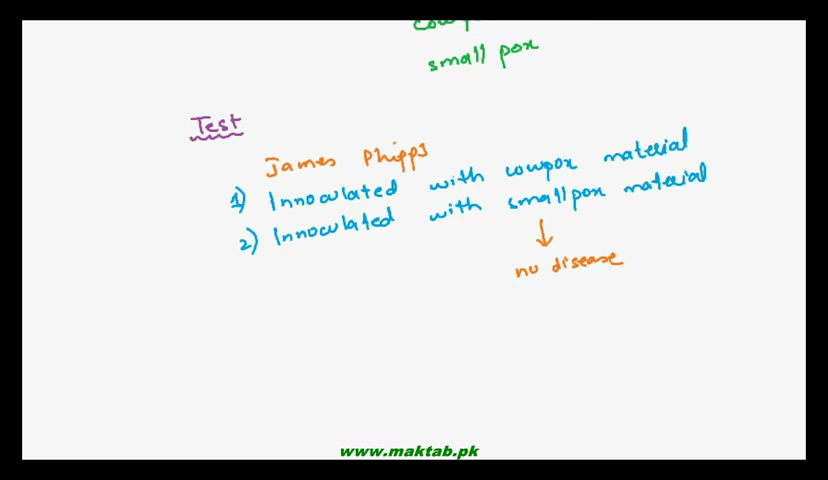 small pox
Test
James Phipps
1) Innoculated with cowpox material
2) Innoculated with smallpox material
no disease
www.maktab.pk